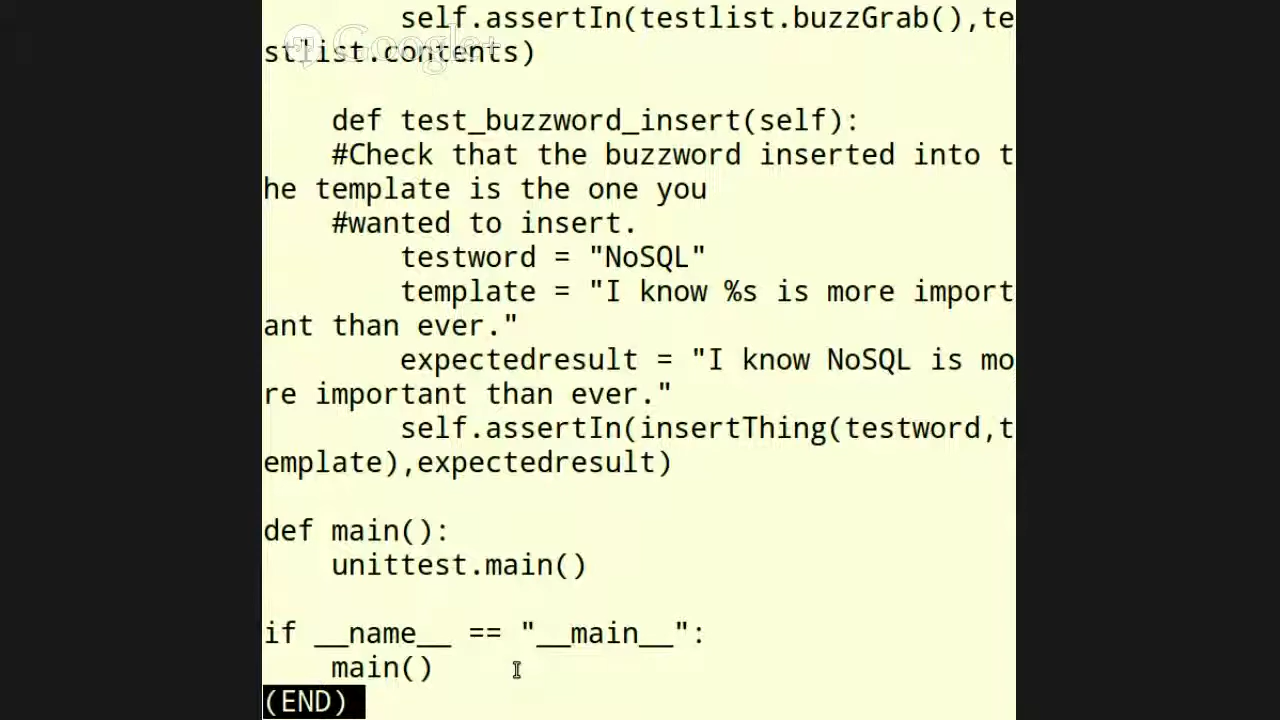 self.assertIn(testlist.buzzGrab(),te
stlist.contents)
Google+
    def test_buzzword_insert(self):
    #Check that the buzzword inserted into t
he template is the one you
    #wanted to insert.
        testword = "NoSQL"
        template = "I know %s is more import
ant than ever."
        expectedresult = "I know NoSQL is mo
re important than ever."
        self.assertIn(insertThing(testword,t
emplate),expectedresult)
def main():
    unittest.main()
if __name__ == "__main__":
    main()
(END)